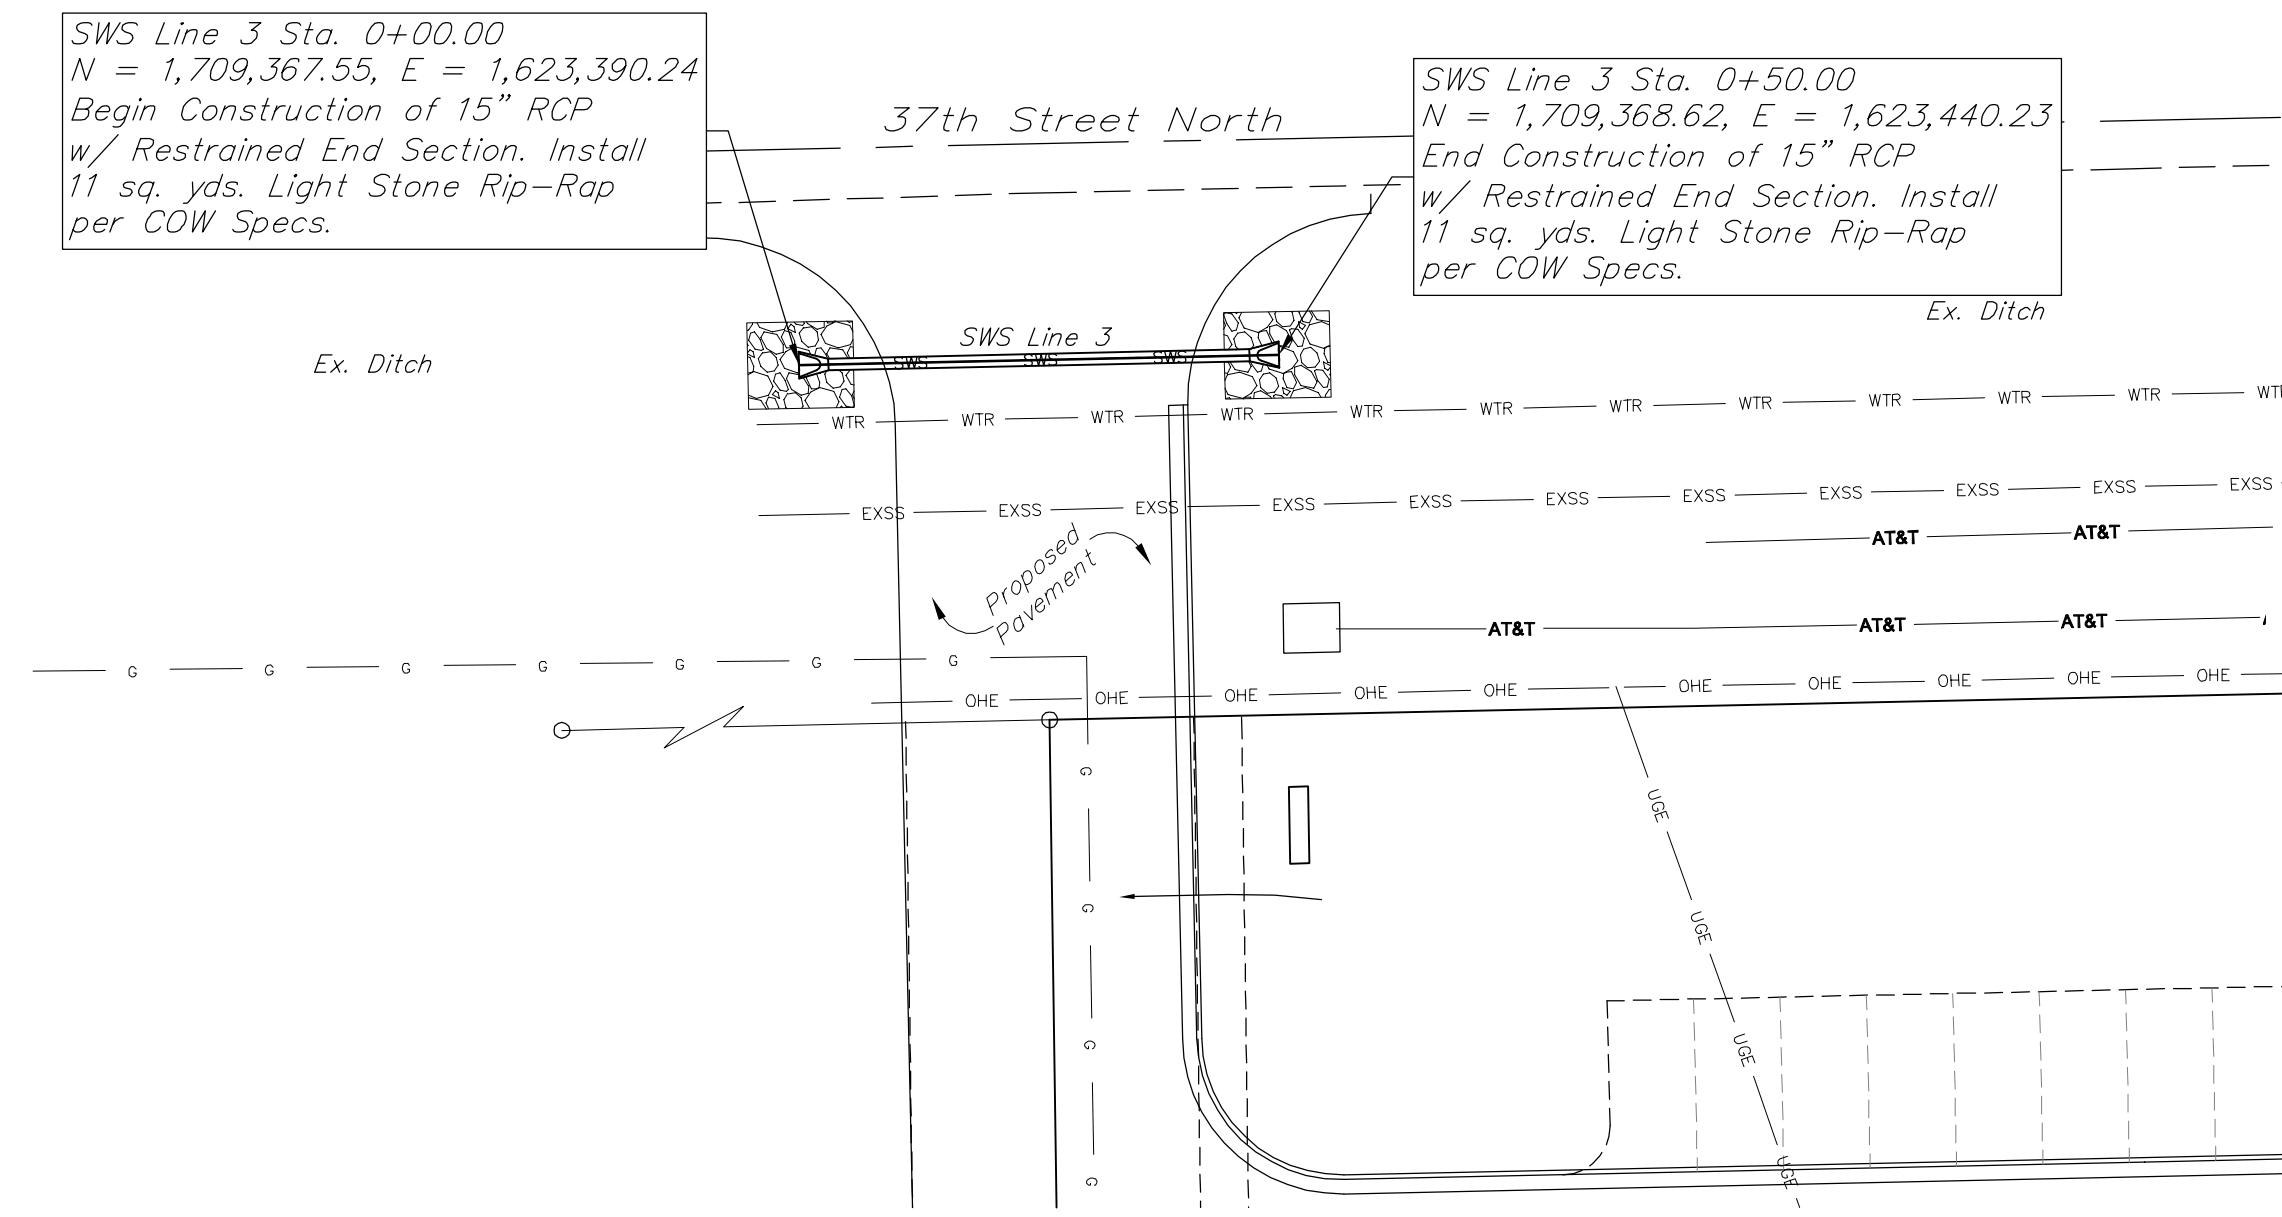 SWS Line 3 Sta. 0+00.00
N = 1,709,367.55, E = 1,623,390.24
Begin Construction of 15” RCP
w/ Restrained End Section. Install
11 sq. yds. Light Stone Rip-Rap
per COW Specs.
37th Street North
SWS Line 3 Sta. 0+50.00
N = 1,709,368.62, E = 1,623,440.23
End Construction of 15” RCP
w/ Restrained End Section. Install
11 sq. yds. Light Stone Rip-Rap
per COW Specs.
Ex. Ditch
SWS Line 3
Ex. Ditch
SWS SWS SWS
WTR WTR WTR WTR WTR WTR WTR WTR WTR WTR WTR
EXSS EXSS EXSS EXSS EXSS EXSS EXSS EXSS EXSS EXSS EXSS
AT&T AT&T
Proposed
Pavement
AT&T AT&T AT&T
G G G G G G G
OHE OHE OHE OHE OHE OHE OHE OHE OHE OHE
G
G
G
G
UGE
UGE
UGE
UGE